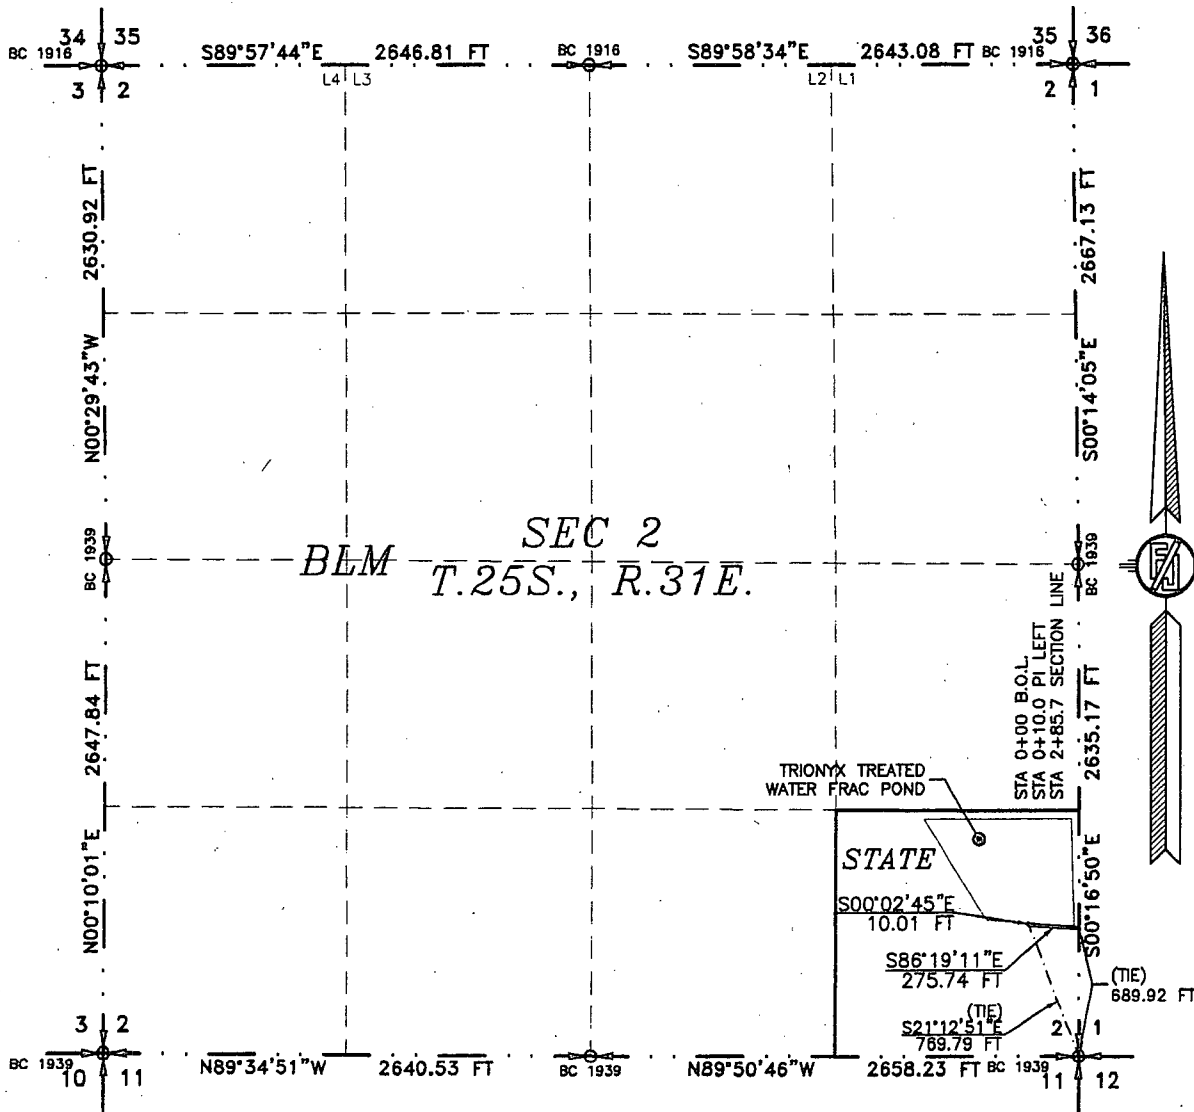 34 35
BC 1916
S89°57'44"E 2646.81 FT
BC 1916
S89°58'34"E 2643.08 FT
BC 1916
35 36
3 2
L4 L3
L2 L1
2 1
2630.92 FT
N00°29'43"W
2667.13 FT
S00°14'05"E
BC 1939
SEC 2
BLM
T.25S., R.31E.
BC 1939
2647.84 FT
N00°10'01"E
STA 0+00 B.O.L.
STA 0+10.0 PI LEFT
STA 2+85.7 SECTION LINE
2635.17 FT
S00°16'50"E
TRIONYX TREATED
WATER FRAC POND
STATE
S00°02'45"E
10.01 FT
S86°19'11"E
275.74 FT
(TIE)
S21°12'51"E
769.79 FT
(TIE)
689.92 FT
3 2
BC 1939
10 11
N89°34'51"W 2640.53 FT
BC 1939
N89°50'46"W 2658.23 FT
BC 1939
2 1
11 12